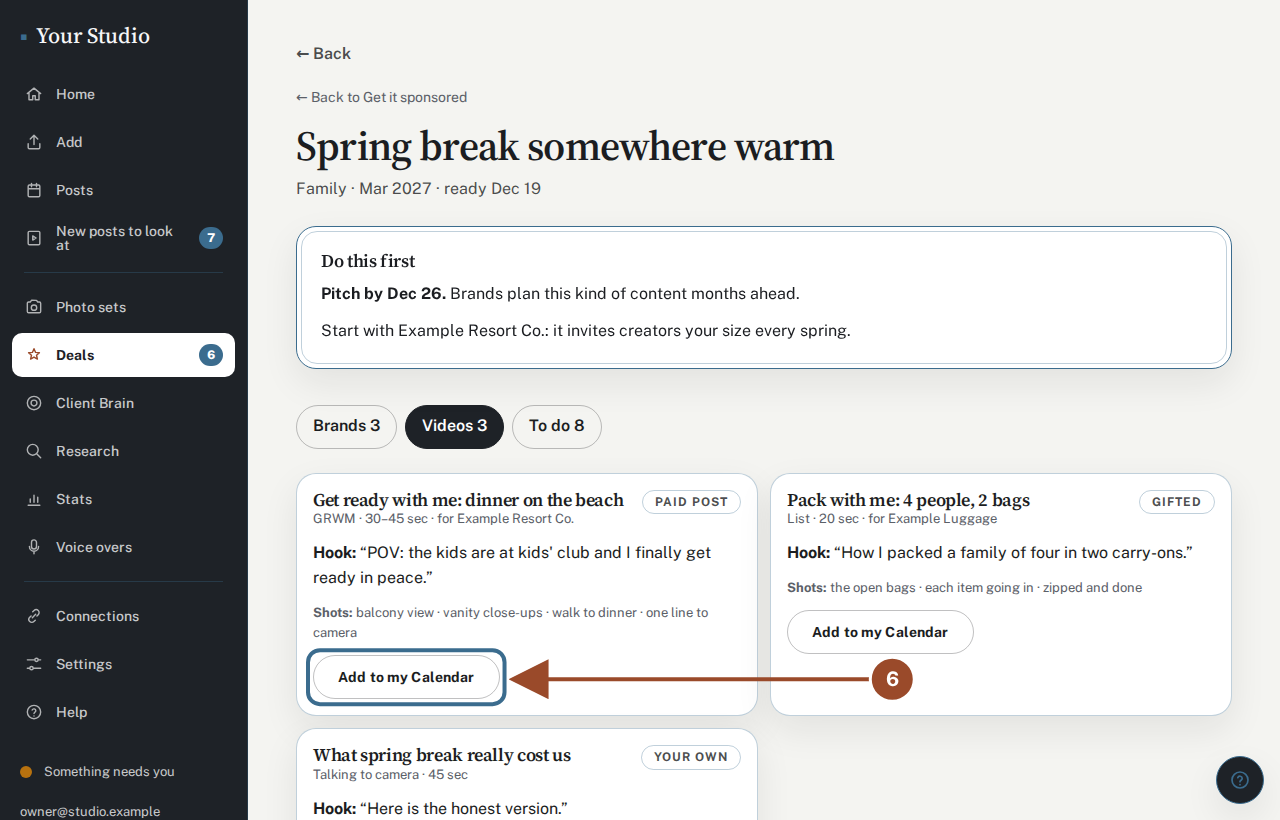 Your Studio
Home
Add
Posts
New posts to look
at
7
Photo sets
Deals
6
Client Brain
Research
Stats
Voice overs
Connections
Settings
Help
Something needs you
owner@studio.example
← Back
← Back to Get it sponsored
Spring break somewhere warm
Family · Mar 2027 · ready Dec 19
Do this first
Pitch by Dec 26. Brands plan this kind of content months ahead.
Start with Example Resort Co.: it invites creators your size every spring.
Brands 3
Videos 3
To do 8
Get ready with me: dinner on the beach
PAID POST
GRWM · 30–45 sec · for Example Resort Co.
Hook: “POV: the kids are at kids' club and I finally get
ready in peace.”
Shots: balcony view · vanity close-ups · walk to dinner · one line to
camera
Add to my Calendar
6
Pack with me: 4 people, 2 bags
GIFTED
List · 20 sec · for Example Luggage
Hook: “How I packed a family of four in two carry-ons.”
Shots: the open bags · each item going in · zipped and done
Add to my Calendar
What spring break really cost us
YOUR OWN
Talking to camera · 45 sec
Hook: “Here is the honest version.”